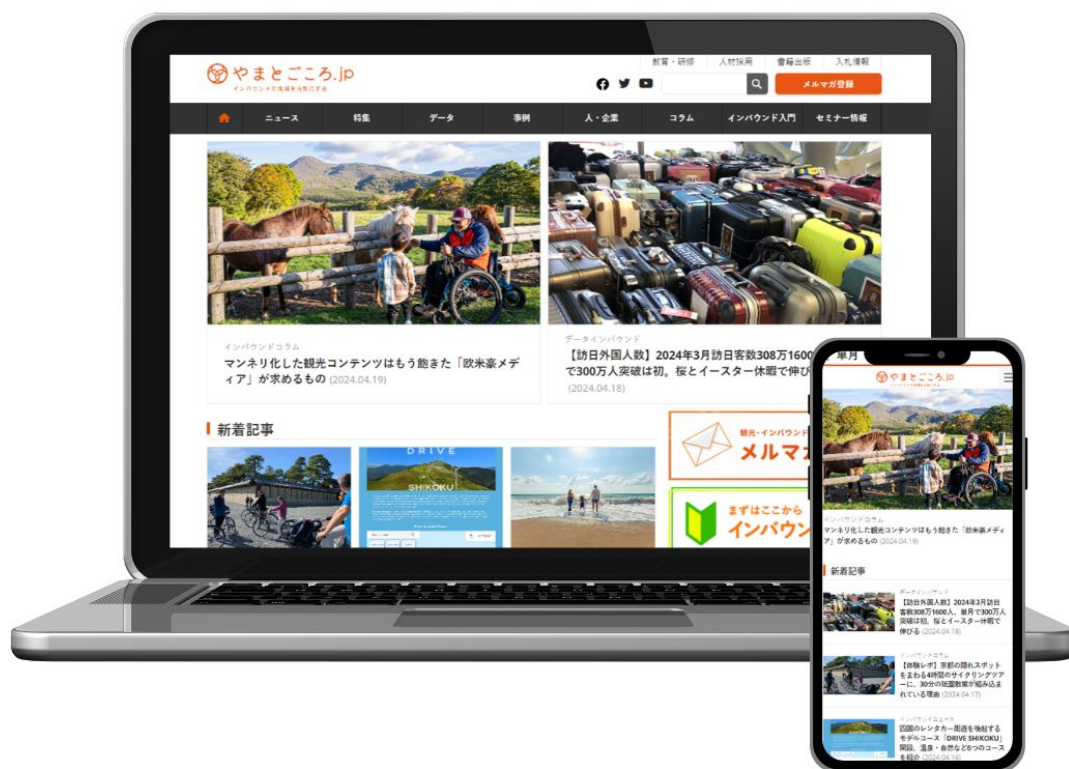 やまとごころ.jp
インバウンドで地域を元気にする
教育・研修 人材採用 書籍出版 入札情報
メルマガ登録
ニュース 特集 データ 事例 人・企業 コラム インバウンド入門 セミナー情報
インバウンドコラム
マンネリ化した観光コンテンツはもう飽きた「欧米豪メデ
ィア」が求めるもの (2024.04.19)
データインバウンド
【訪日外国人数】2024年3月訪日客数308万1600
単月
で300万人突破は初。桜とイースター休暇で伸び
(2024.04.18)
新着記事
DRIVE
SHIKOKU
観光・インバウンド
メルマガ
まずはここから
インバウン
やまとごころ.jp
インバウンドコラム
マンネリ化した観光コンテンツはもう飽きた「欧米豪メディ
ア」が求めるもの (2024.04.19)
新着記事
データインバウンド
【訪日外国人数】2024年3月訪日
客数308万1600人、単月で300万人
突破は初。桜とイースター休暇で
伸びる (2024.04.18)
インバウンドコラム
【体験レポ】京都の隠れスポット
をまわる4時間のサイクリングツア
ーに、30分の祇園散策が組み込ま
れている理由 (2024.04.17)
インバウンドニュース
四国のレンタカー周遊を喚起する
モデルコース「DRIVE SHIKOKU」
開設、温泉・自然など6つのコース
を紹介 (2024.04.16)